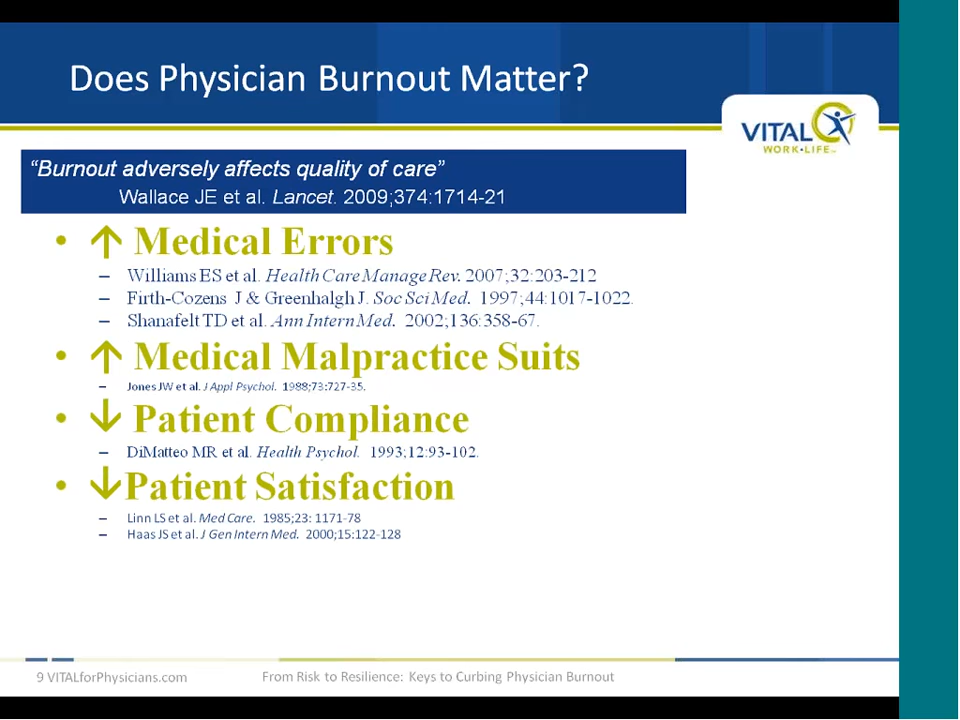 Does Physician Burnout Matter?
VITAL
WORK•LIFE
“Burnout adversely affects quality of care”
Wallace JE et al. Lancet. 2009;374:1714-21
• ↑ Medical Errors
– Williams ES et al. Health Care Manage Rev. 2007;32:203-212
– Firth-Cozens J & Greenhalgh J. Soc Sci Med. 1997;44:1017-1022.
– Shanafelt TD et al. Ann Intern Med. 2002;136:358-67.
• ↑ Medical Malpractice Suits
– Jones JW et al. J Appl Psychol. 1988;73:727-35.
• ↓ Patient Compliance
– DiMatteo MR et al. Health Psychol. 1993;12:93-102.
• ↓Patient Satisfaction
– Linn LS et al. Med Care. 1985;23: 1171-78
– Haas JS et al. J Gen Intern Med. 2000;15:122-128
9 VITALforPhysicians.com
From Risk to Resilience: Keys to Curbing Physician Burnout